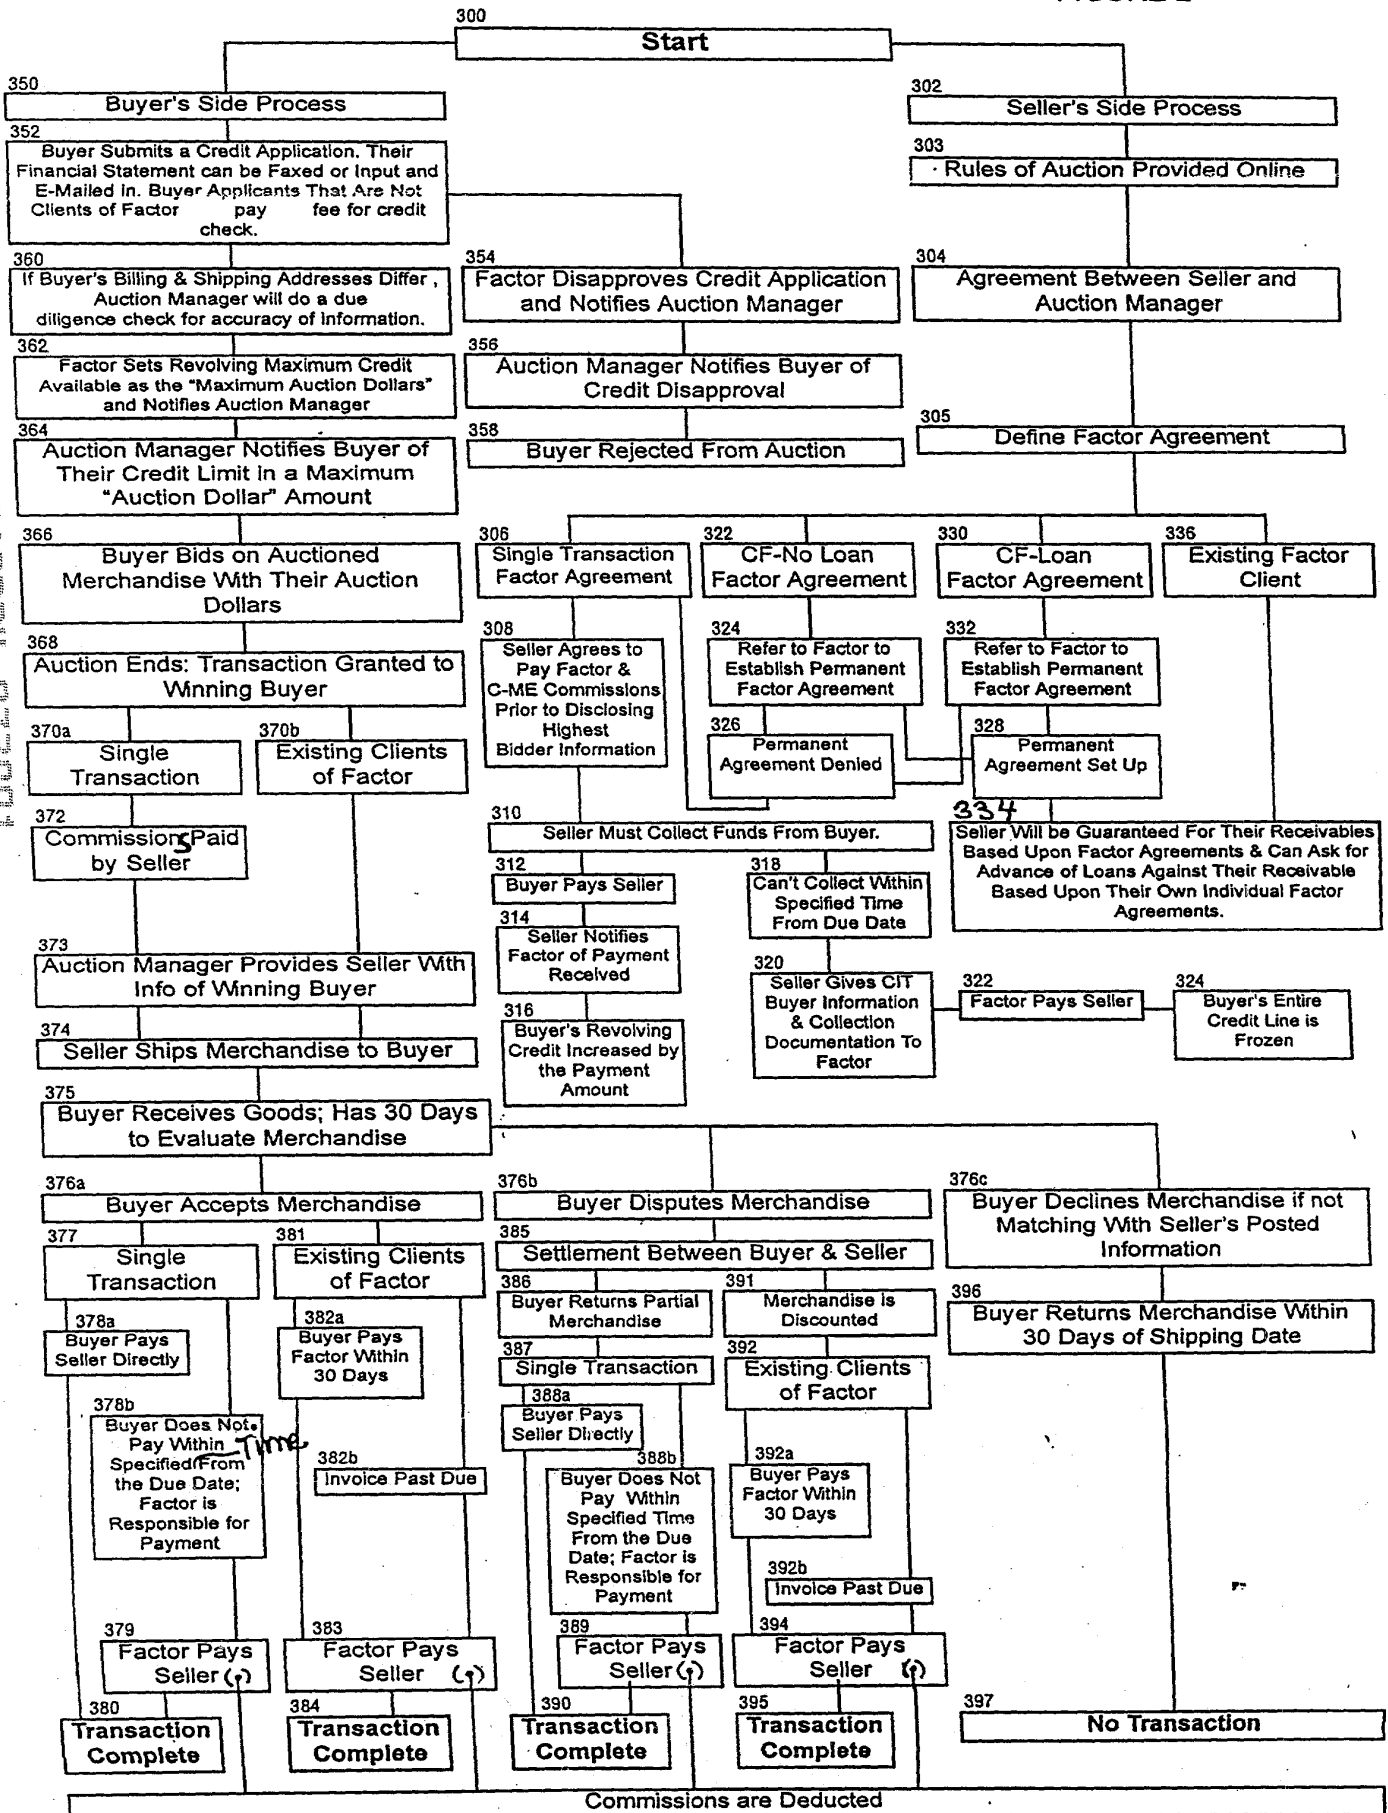 300
Start
350
Buyer's Side Process
352
Buyer Submits a Credit Application. Their
Financial Statement can be Faxed or Input and
E-Mailed in. Buyer Applicants That Are Not
Clients of Factor pay fee for credit
check.
360
If Buyer's Billing & Shipping Addresses Differ ,
Auction Manager will do a due
diligence check for accuracy of Information.
362
Factor Sets Revolving Maximum Credit
Available as the "Maximum Auction Dollars"
and Notifies Auction Manager
364
Auction Manager Notifies Buyer of
Their Credit Limit in a Maximum
"Auction Dollar" Amount
366
Buyer Bids on Auctioned
Merchandise With Their Auction
Dollars
368
Auction Ends: Transaction Granted to
Winning Buyer
370a
Single
Transaction
370b
Existing Clients
of Factor
372
Commissions Paid
by Seller
373
Auction Manager Provides Seller With
Info of Winning Buyer
374
Seller Ships Merchandise to Buyer
375
Buyer Receives Goods; Has 30 Days
to Evaluate Merchandise
354
Factor Disapproves Credit Application
and Notifies Auction Manager
356
Auction Manager Notifies Buyer of
Credit Disapproval
358
Buyer Rejected From Auction
302
Seller's Side Process
303
Rules of Auction Provided Online
304
Agreement Between Seller and
Auction Manager
305
Define Factor Agreement
306
Single Transaction
Factor Agreement
322
CF-No Loan
Factor Agreement
330
CF-Loan
Factor Agreement
336
Existing Factor
Client
308
Seller Agrees to
Pay Factor &
C-ME Commissions
Prior to Disclosing
Highest
Bidder Information
324
Refer to Factor to
Establish Permanent
Factor Agreement
332
Refer to Factor to
Establish Permanent
Factor Agreement
326
Permanent
Agreement Denied
328
Permanent
Agreement Set Up
310
Seller Must Collect Funds From Buyer.
334
Seller Will be Guaranteed For Their Receivables
Based Upon Factor Agreements & Can Ask for
Advance of Loans Against Their Receivable
Based Upon Their Own Individual Factor
Agreements.
312
Buyer Pays Seller
314
Seller Notifies
Factor of Payment
Received
316
Buyer's Revolving
Credit Increased by
the Payment
Amount
318
Can't Collect Within
Specified Time
From Due Date
320
Seller Gives CIT
Buyer Information
& Collection
Documentation To
Factor
322
Factor Pays Seller
324
Buyer's Entire
Credit Line is
Frozen
376a
Buyer Accepts Merchandise
377
Single
Transaction
378a
Buyer Pays
Seller Directly
378b
Buyer Does Not
Pay Within Time
Specified From
the Due Date;
Factor is
Responsible for
Payment
379
Factor Pays
Seller
380
Transaction
Complete
381
Existing Clients
of Factor
382a
Buyer Pays
Factor Within
30 Days
382b
Invoice Past Due
383
Factor Pays
Seller
384
Transaction
Complete
376b
Buyer Disputes Merchandise
385
Settlement Between Buyer & Seller
386
Buyer Returns Partial
Merchandise
387
Single Transaction
388a
Buyer Pays
Seller Directly
388b
Buyer Does Not
Pay Within
Specified Time
From the Due
Date; Factor is
Responsible for
Payment
389
Factor Pays
Seller
390
Transaction
Complete
391
Merchandise is
Discounted
392
Existing Clients
of Factor
392a
Buyer Pays
Factor Within
30 Days
392b
Invoice Past Due
394
Factor Pays
Seller
395
Transaction
Complete
376c
Buyer Declines Merchandise if not
Matching With Seller's Posted
Information
396
Buyer Returns Merchandise Within
30 Days of Shipping Date
397
No Transaction
Commissions are Deducted